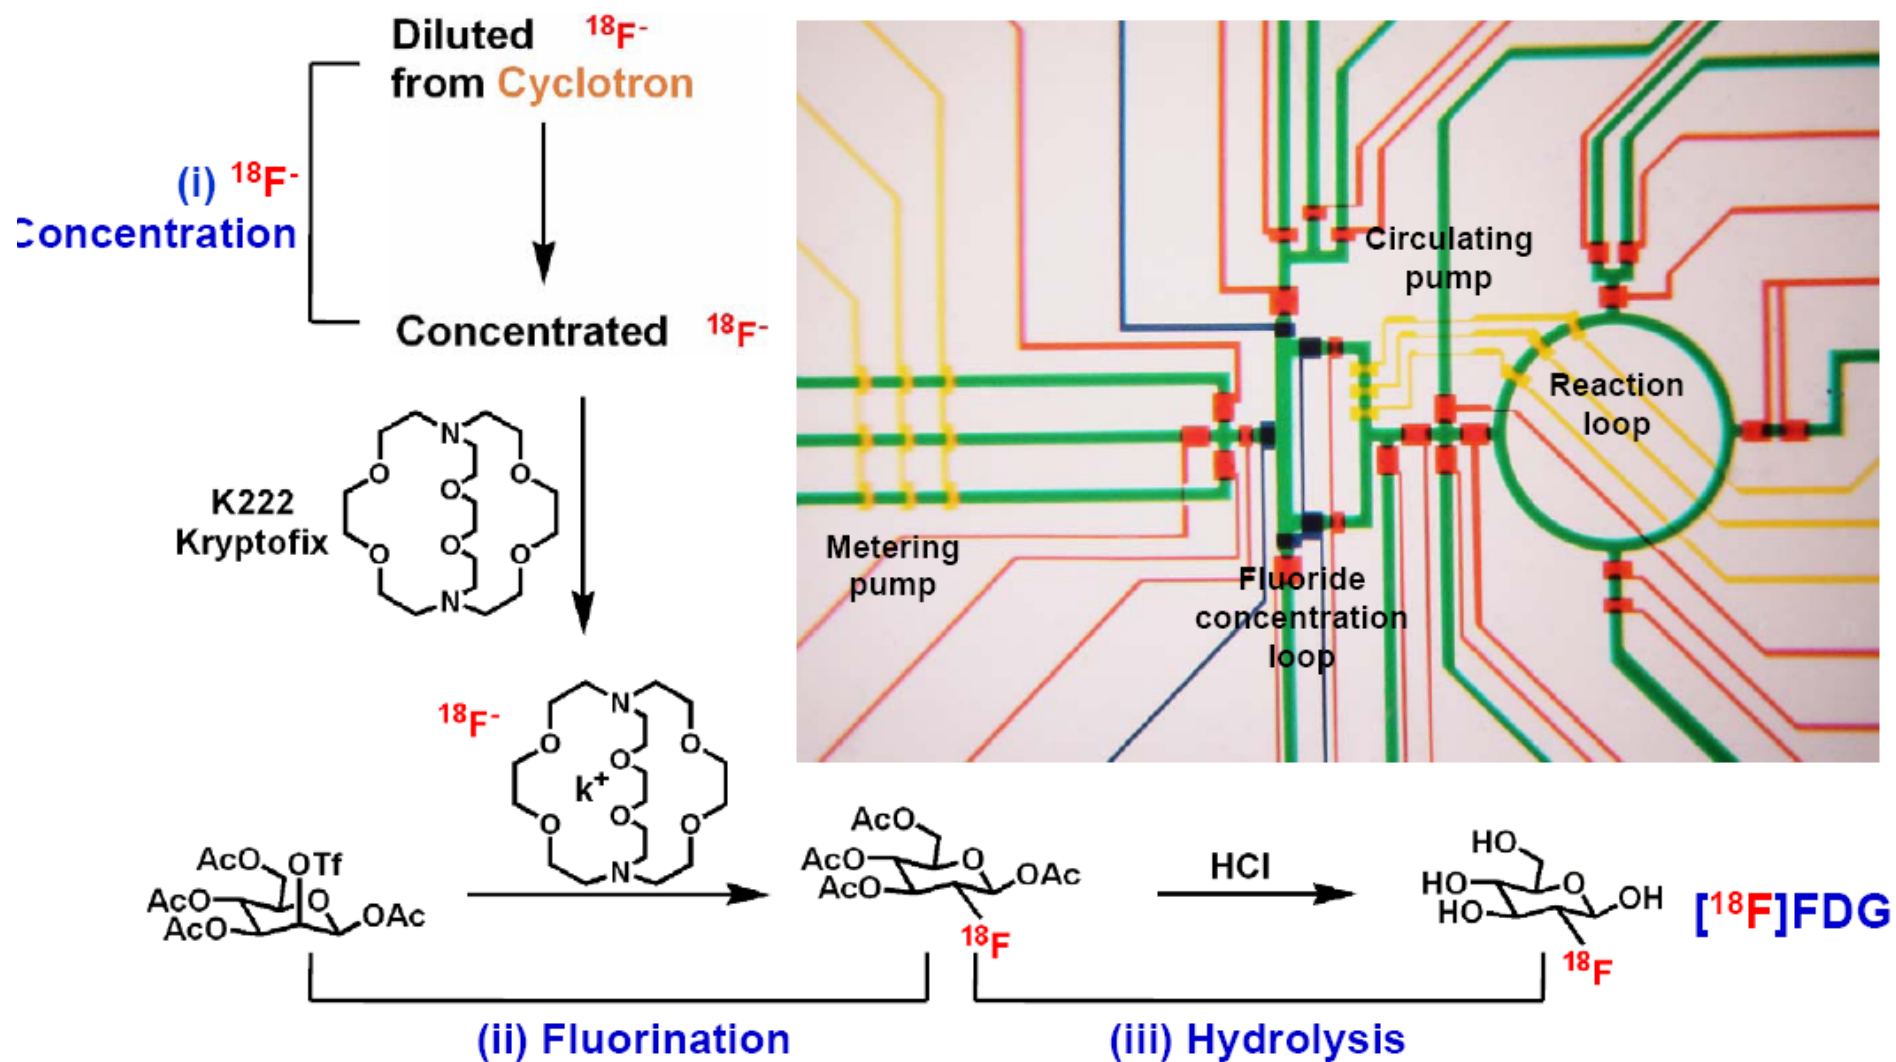 Diluted ¹⁸F⁻
from Cyclotron
(i) ¹⁸F⁻
Concentration
Concentrated ¹⁸F⁻
K222
Kryptofix
N
O
O
O
O
O
O
N
¹⁸F⁻
N
O
O
O
k⁺
O
O
O
N
AcO
OTf
AcO
O
AcO
OAc
AcO
AcO
O
AcO
OAc
¹⁸F
HCl
HO
HO
O
HO
OH
¹⁸F
[¹⁸F]FDG
(ii) Fluorination
(iii) Hydrolysis
Circulating
pump
Reaction
loop
Metering
pump
Fluoride
concentration
loop